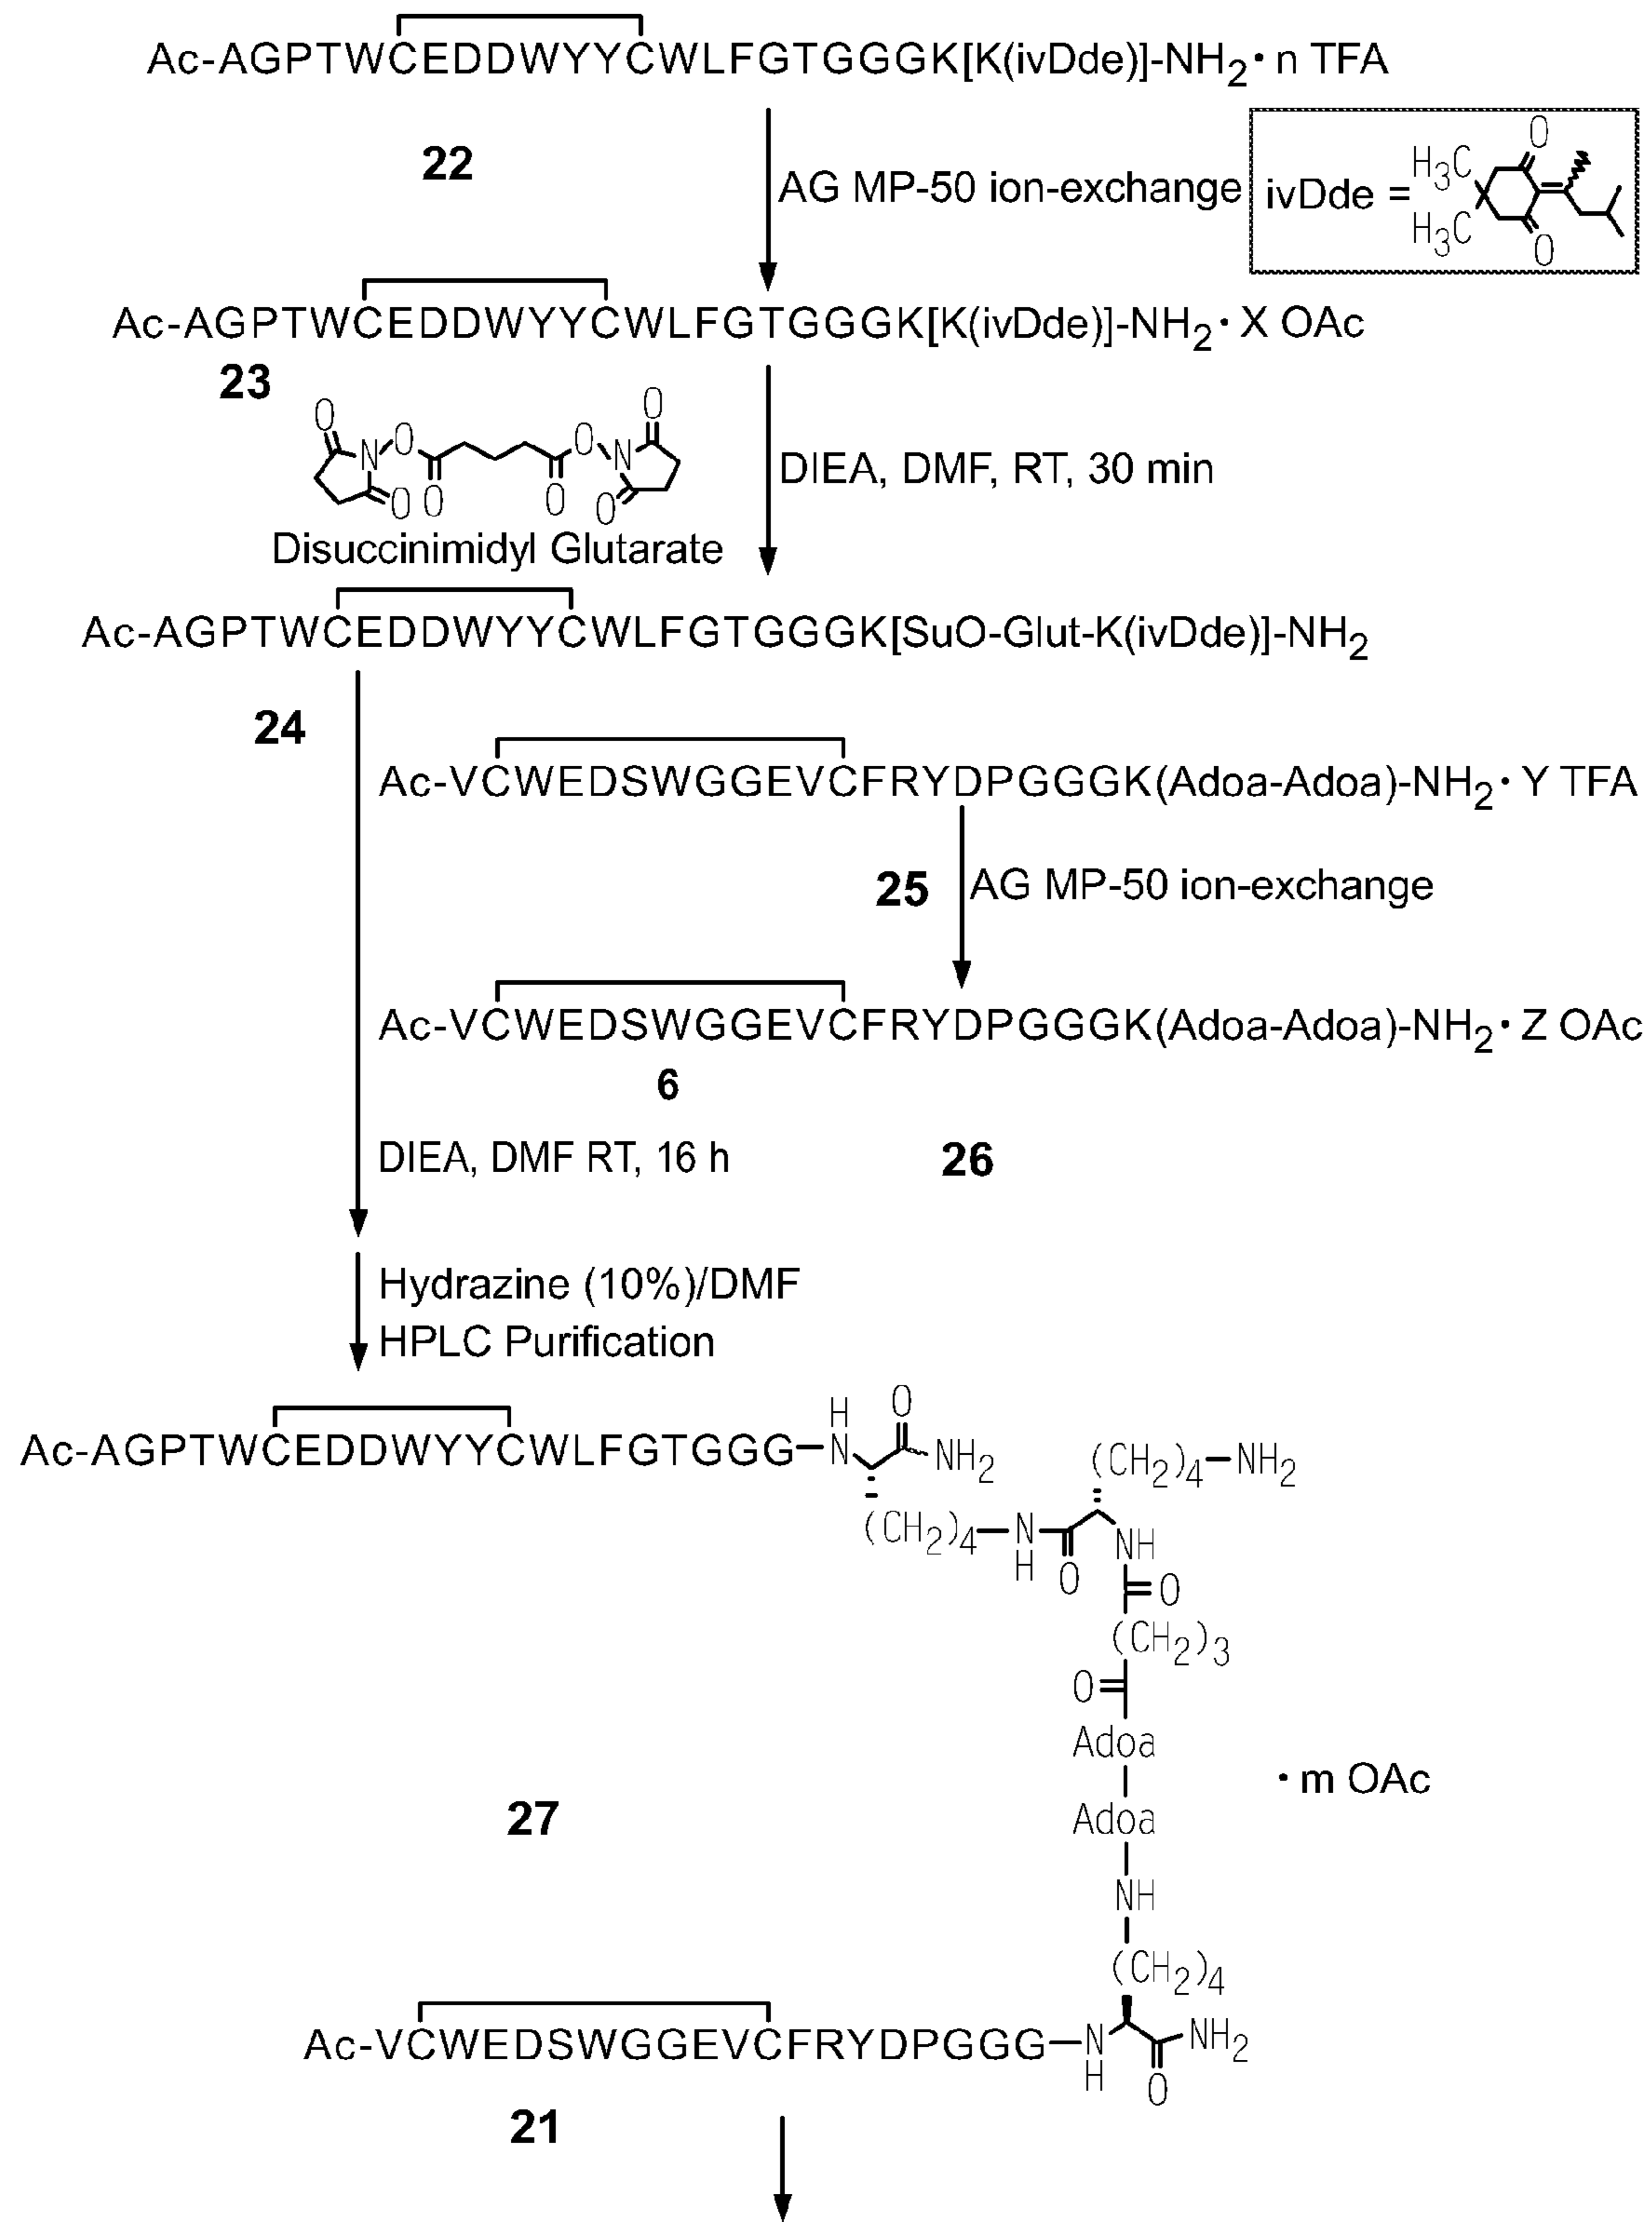 Ac-AGPTWCEDDWYYCWLFGTGGGK[K(ivDde)]-NH2· n TFA
22
AG MP-50 ion-exchange
ivDde =
H3C
H3C
O
O
Ac-AGPTWCEDDWYYCWLFGTGGGK[K(ivDde)]-NH2· X OAc
23
O O O O
N N
O O O O
DIEA, DMF, RT, 30 min
Disuccinimidyl Glutarate
Ac-AGPTWCEDDWYYCWLFGTGGGK[SuO-Glut-K(ivDde)]-NH2
24
Ac-VCWEDSWGGEVCFRYDPGGGK(Adoa-Adoa)-NH2· Y TFA
25
AG MP-50 ion-exchange
Ac-VCWEDSWGGEVCFRYDPGGGK(Adoa-Adoa)-NH2· Z OAc
6
DIEA, DMF RT, 16 h
26
Hydrazine (10%)/DMF
HPLC Purification
H O
Ac-AGPTWCEDDWYYCWLFGTGGG-N NH2
(CH2)4-NH2
(CH2)4-N
H O NH
O
(CH2)3
O
Adoa
· m OAc
27
Adoa
NH
(CH2)4
Ac-VCWEDSWGGEVCFRYDPGGG-N NH2
H O
21